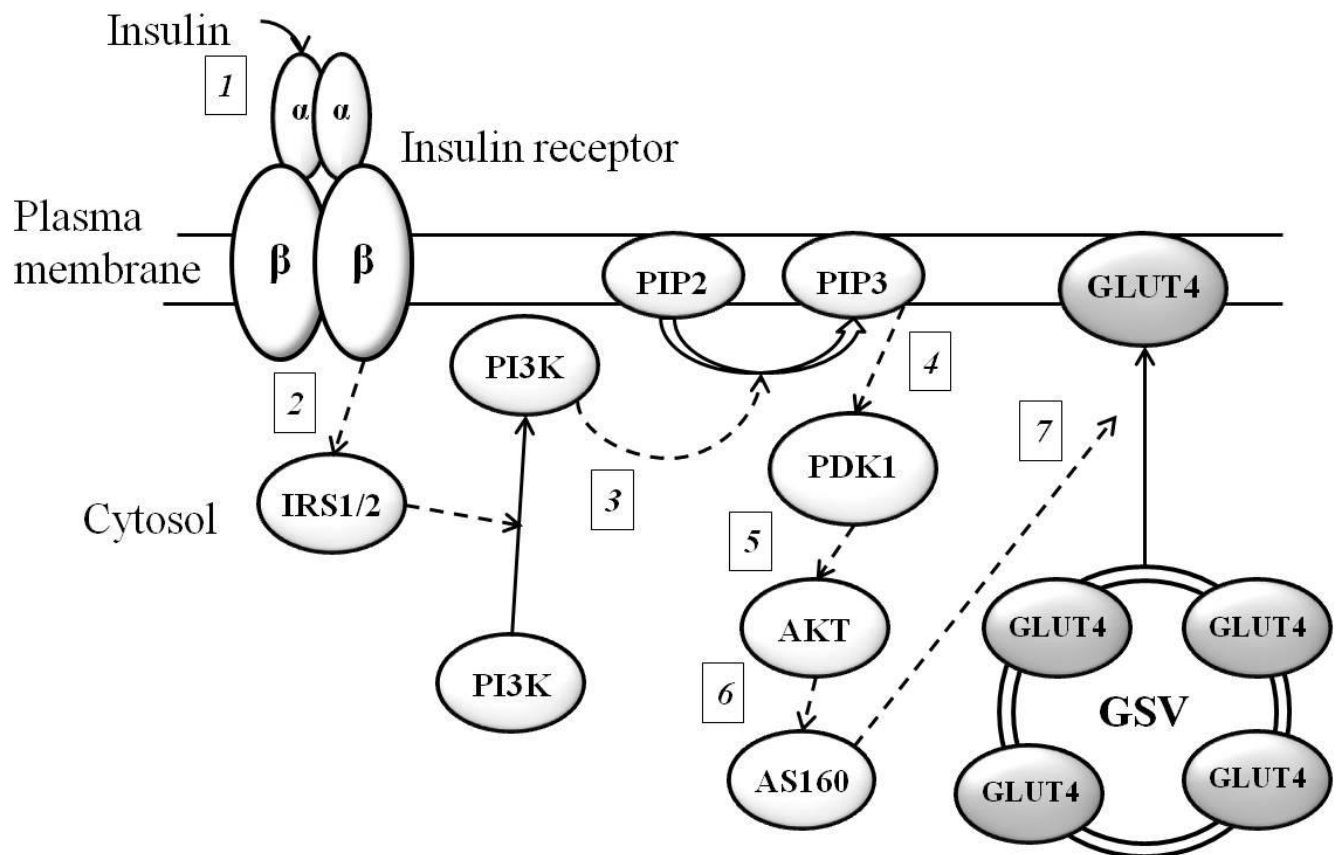 Insulin
1
α α
Insulin receptor
Plasma
membrane
β β
PIP2
PIP3
GLUT4
PI3K
4
2
7
PDK1
IRS1/2
3
Cytosol
5
GLUT4
GLUT4
AKT
PI3K
6
GSV
AS160
GLUT4
GLUT4